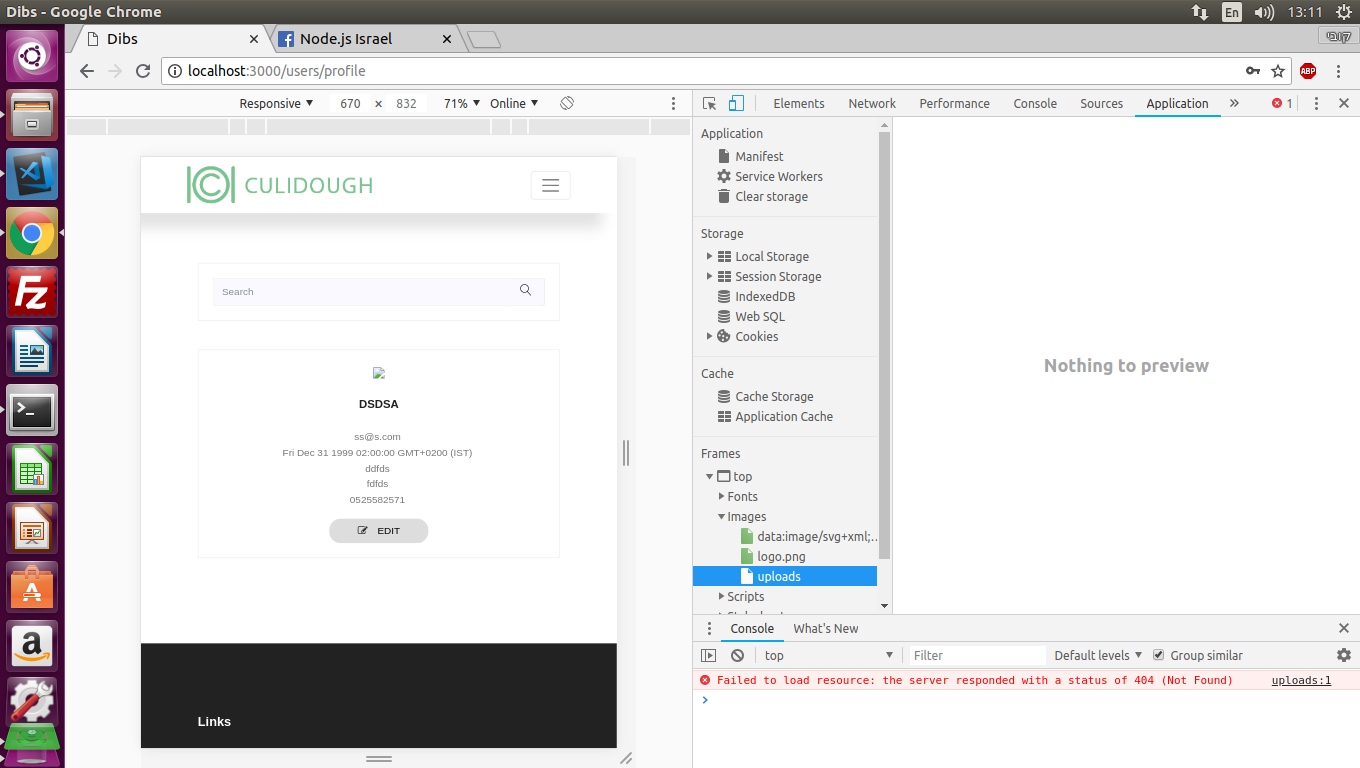 Dibs - Google Chrome
En
13:11
Dibs
Node.js Israel
קובי
localhost:3000/users/profile
ABP
Responsive
670 × 832
71%
Online
Elements
Network
Performance
Console
Sources
Application
1
CULIDOUGH
Search
DSDSA
ss@s.com
Fri Dec 31 1999 02:00:00 GMT+0200 (IST)
ddfds
fdfds
0525582571
EDIT
Links
Application
Manifest
Service Workers
Clear storage
Storage
Local Storage
Session Storage
IndexedDB
Web SQL
Cookies
Cache
Cache Storage
Application Cache
Frames
top
Fonts
Images
data:image/svg+xml;..
logo.png
uploads
Scripts
Nothing to preview
Console
What's New
top
Filter
Default levels
Group similar
Failed to load resource: the server responded with a status of 404 (Not Found)
uploads:1